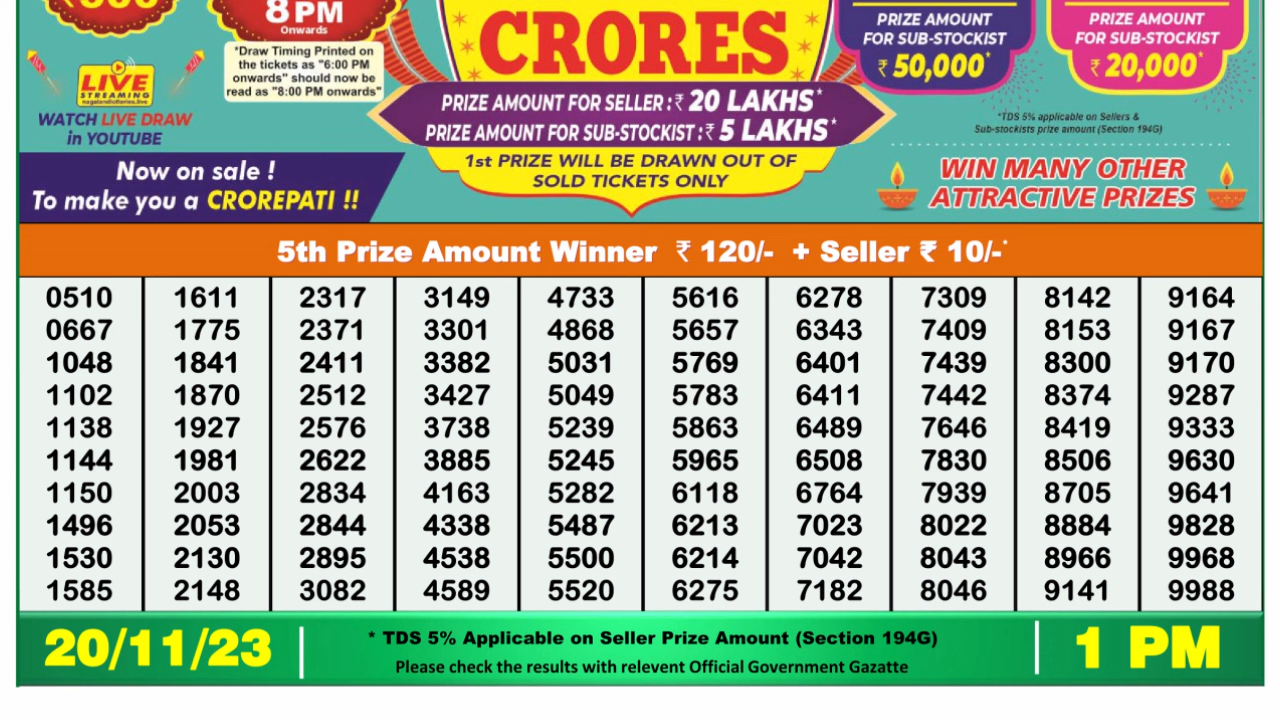 8 PM
Onwards
*Draw Timing Printed on
the tickets as "6:00 PM
onwards" should now be
read as "8:00 PM onwards"
LIVE
STREAMING
nagalandlotteries.live
WATCH LIVE DRAW
in YOUTUBE
Now on sale !
To make you a CROREPATI !!
CRORES
PRIZE AMOUNT FOR SELLER : ₹ 20 LAKHS*
PRIZE AMOUNT FOR SUB-STOCKIST : ₹ 5 LAKHS*
1st PRIZE WILL BE DRAWN OUT OF
SOLD TICKETS ONLY
PRIZE AMOUNT
FOR SUB-STOCKIST
₹ 50,000*
PRIZE AMOUNT
FOR SUB-STOCKIST
₹ 20,000*
*TDS 5% applicable on Sellers &
Sub-stockists prize amount (Section 194G)
WIN MANY OTHER
ATTRACTIVE PRIZES
5th Prize Amount Winner ₹ 120/- + Seller ₹ 10/-*
0510 1611 2317 3149 4733 5616 6278 7309 8142 9164
0667 1775 2371 3301 4868 5657 6343 7409 8153 9167
1048 1841 2411 3382 5031 5769 6401 7439 8300 9170
1102 1870 2512 3427 5049 5783 6411 7442 8374 9287
1138 1927 2576 3738 5239 5863 6489 7646 8419 9333
1144 1981 2622 3885 5245 5965 6508 7830 8506 9630
1150 2003 2834 4163 5282 6118 6764 7939 8705 9641
1496 2053 2844 4338 5487 6213 7023 8022 8884 9828
1530 2130 2895 4538 5500 6214 7042 8043 8966 9968
1585 2148 3082 4589 5520 6275 7182 8046 9141 9988
20/11/23
* TDS 5% Applicable on Seller Prize Amount (Section 194G)
Please check the results with relevent Official Government Gazatte
1 PM